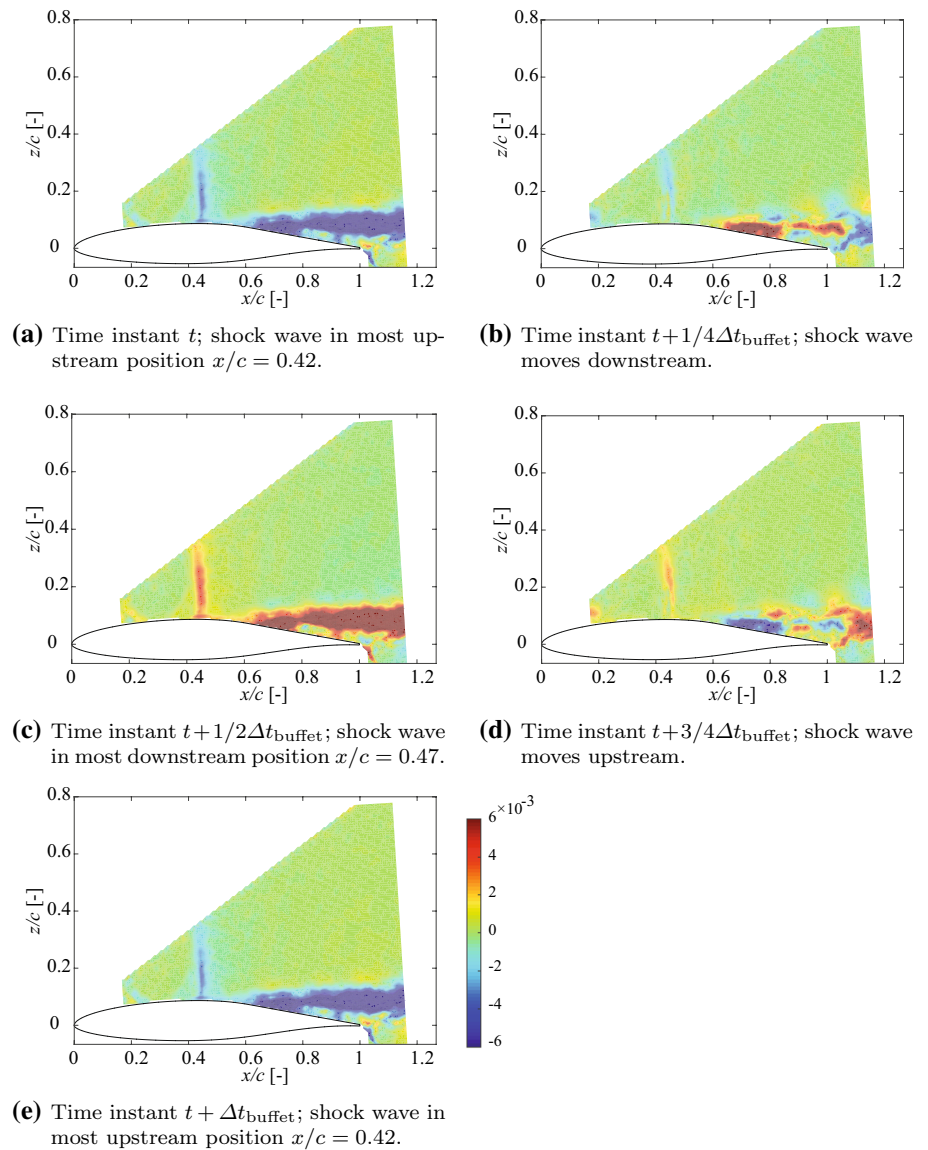 0.8
0.6
0.4
0.2
0
z/c [-]
0 0.2 0.4 0.6 0.8 1 1.2
x/c [-]
(a) Time instant t; shock wave in most up-
stream position x/c = 0.42.
0.8
0.6
0.4
0.2
0
z/c [-]
0 0.2 0.4 0.6 0.8 1.0 1.2
x/c [-]
(b) Time instant t+1/4Δt_buffet; shock wave
moves downstream.
0.8
0.6
0.4
0.2
0
z/c [-]
0 0.2 0.4 0.6 0.8 1 1.2
x/c [-]
(c) Time instant t+1/2Δt_buffet; shock wave
in most downstream position x/c = 0.47.
0.8
0.6
0.4
0.2
0
z/c [-]
0 0.2 0.4 0.6 0.8 1.0 1.2
x/c [-]
(d) Time instant t+3/4Δt_buffet; shock wave
moves upstream.
0.8
0.6
0.4
0.2
0
z/c [-]
0 0.2 0.4 0.6 0.8 1 1.2
x/c [-]
6 ×10⁻³
4
2
0
-2
-4
-6
(e) Time instant t + Δt_buffet; shock wave in
most upstream position x/c = 0.42.